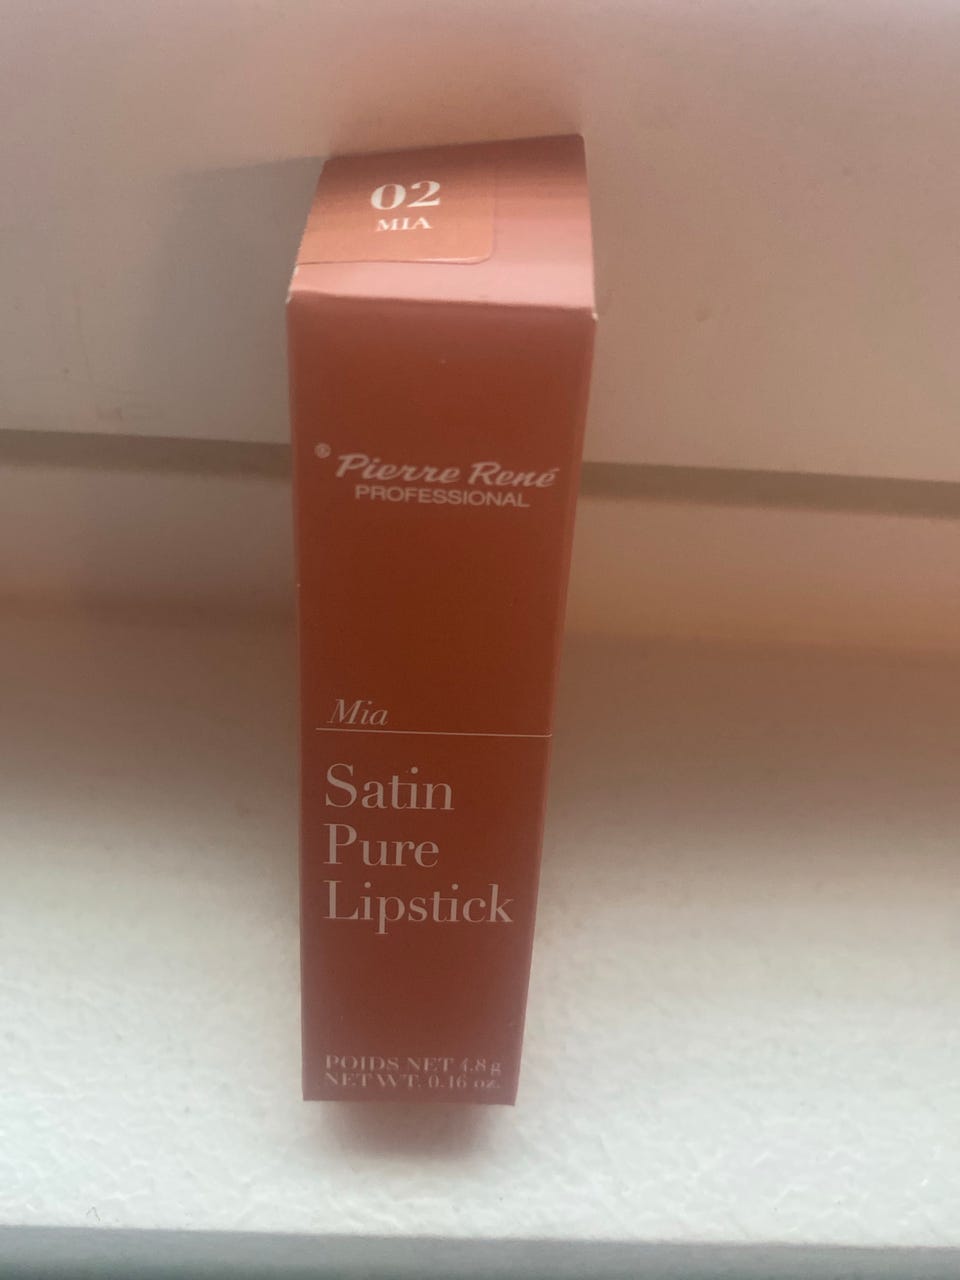 02
MIA
® Pierre René
PROFESSIONAL
Mia
Satin
Pure
Lipstick
POIDS NET 4.8 g
NET WT. 0.16 oz.